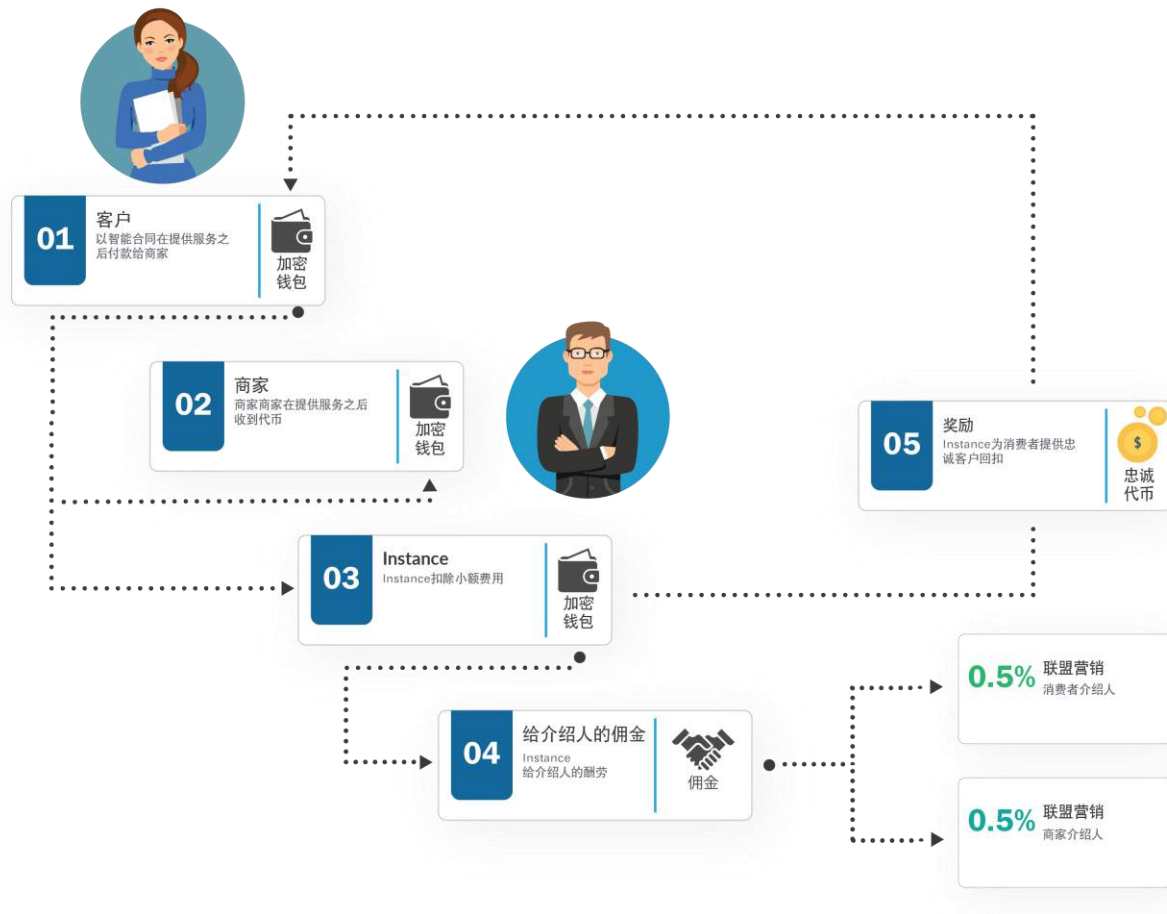 01
客户
以智能合同在提供服务之
后付款给商家
加密
钱包
02
商家
商家商家在提供服务之后
收到代币
加密
钱包
03
Instance
Instance扣除小额费用
加密
钱包
04
给介绍人的佣金
Instance
给介绍人的酬劳
佣金
05
奖励
Instance为消费者提供忠
诚客户回扣
$
忠诚
代币
0.5%
联盟营销
消费者介绍人
0.5%
联盟营销
商家介绍人